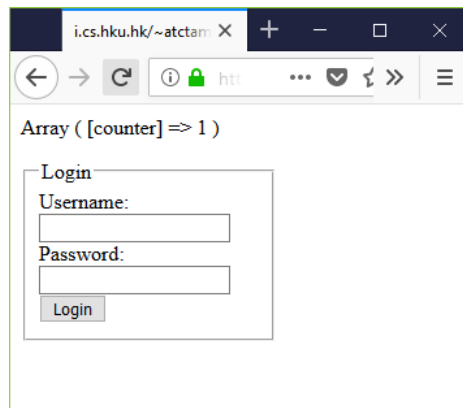 i.cs.hku.hk/~atctam
htt
Array ( [counter] => 1 )
Login
Username:
Password:
Login